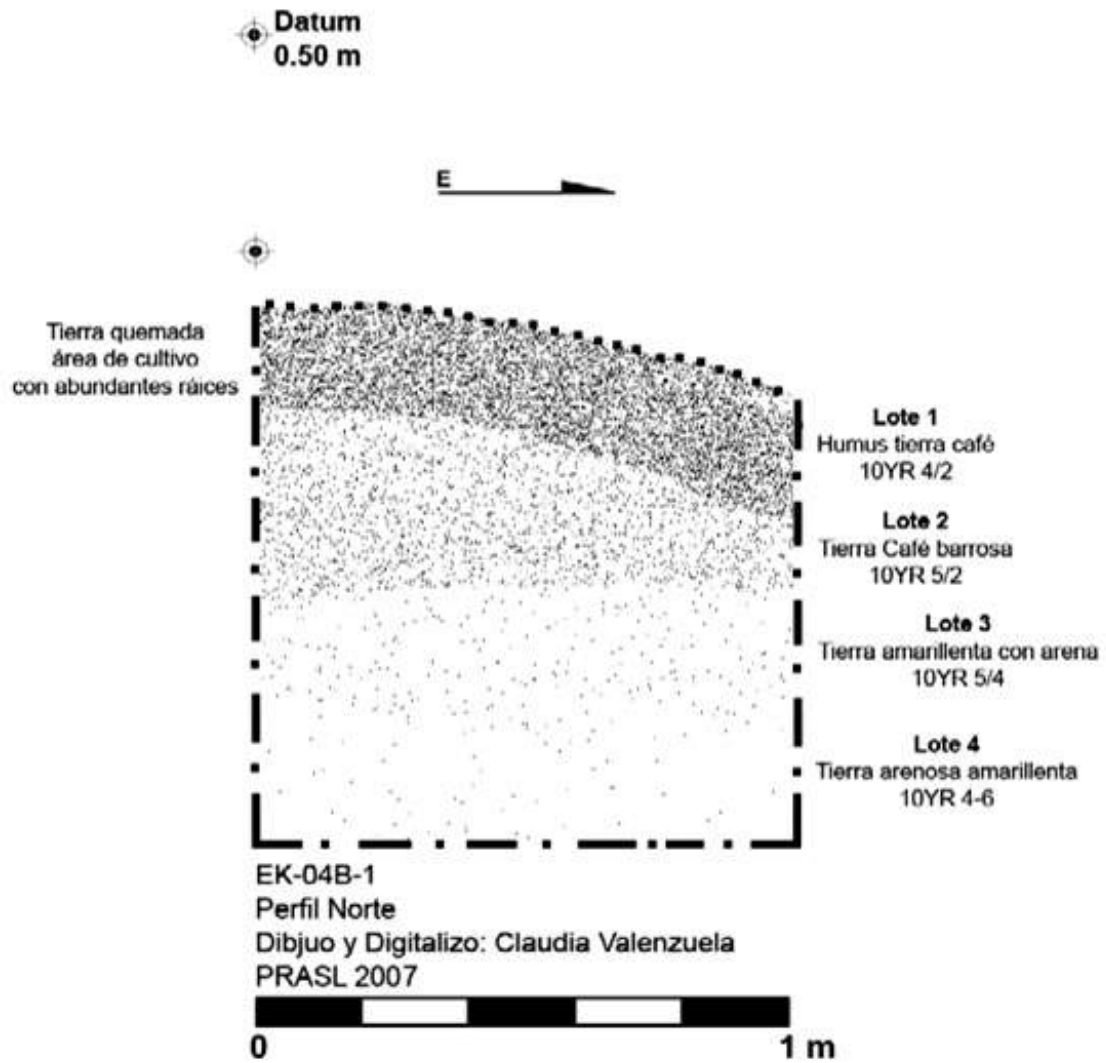 Datum
0.50 m
E
Tierra quemada
área de cultivo
con abundantes ráices
Lote 1
Humus tierra café
10YR 4/2
Lote 2
Tierra Café barrosa
10YR 5/2
Lote 3
Tierra amarillenta con arena
10YR 5/4
Lote 4
Tierra arenosa amarillenta
10YR 4-6
EK-04B-1
Perfil Norte
Dibjuo y Digitalizo: Claudia Valenzuela
PRASL 2007
0
1 m